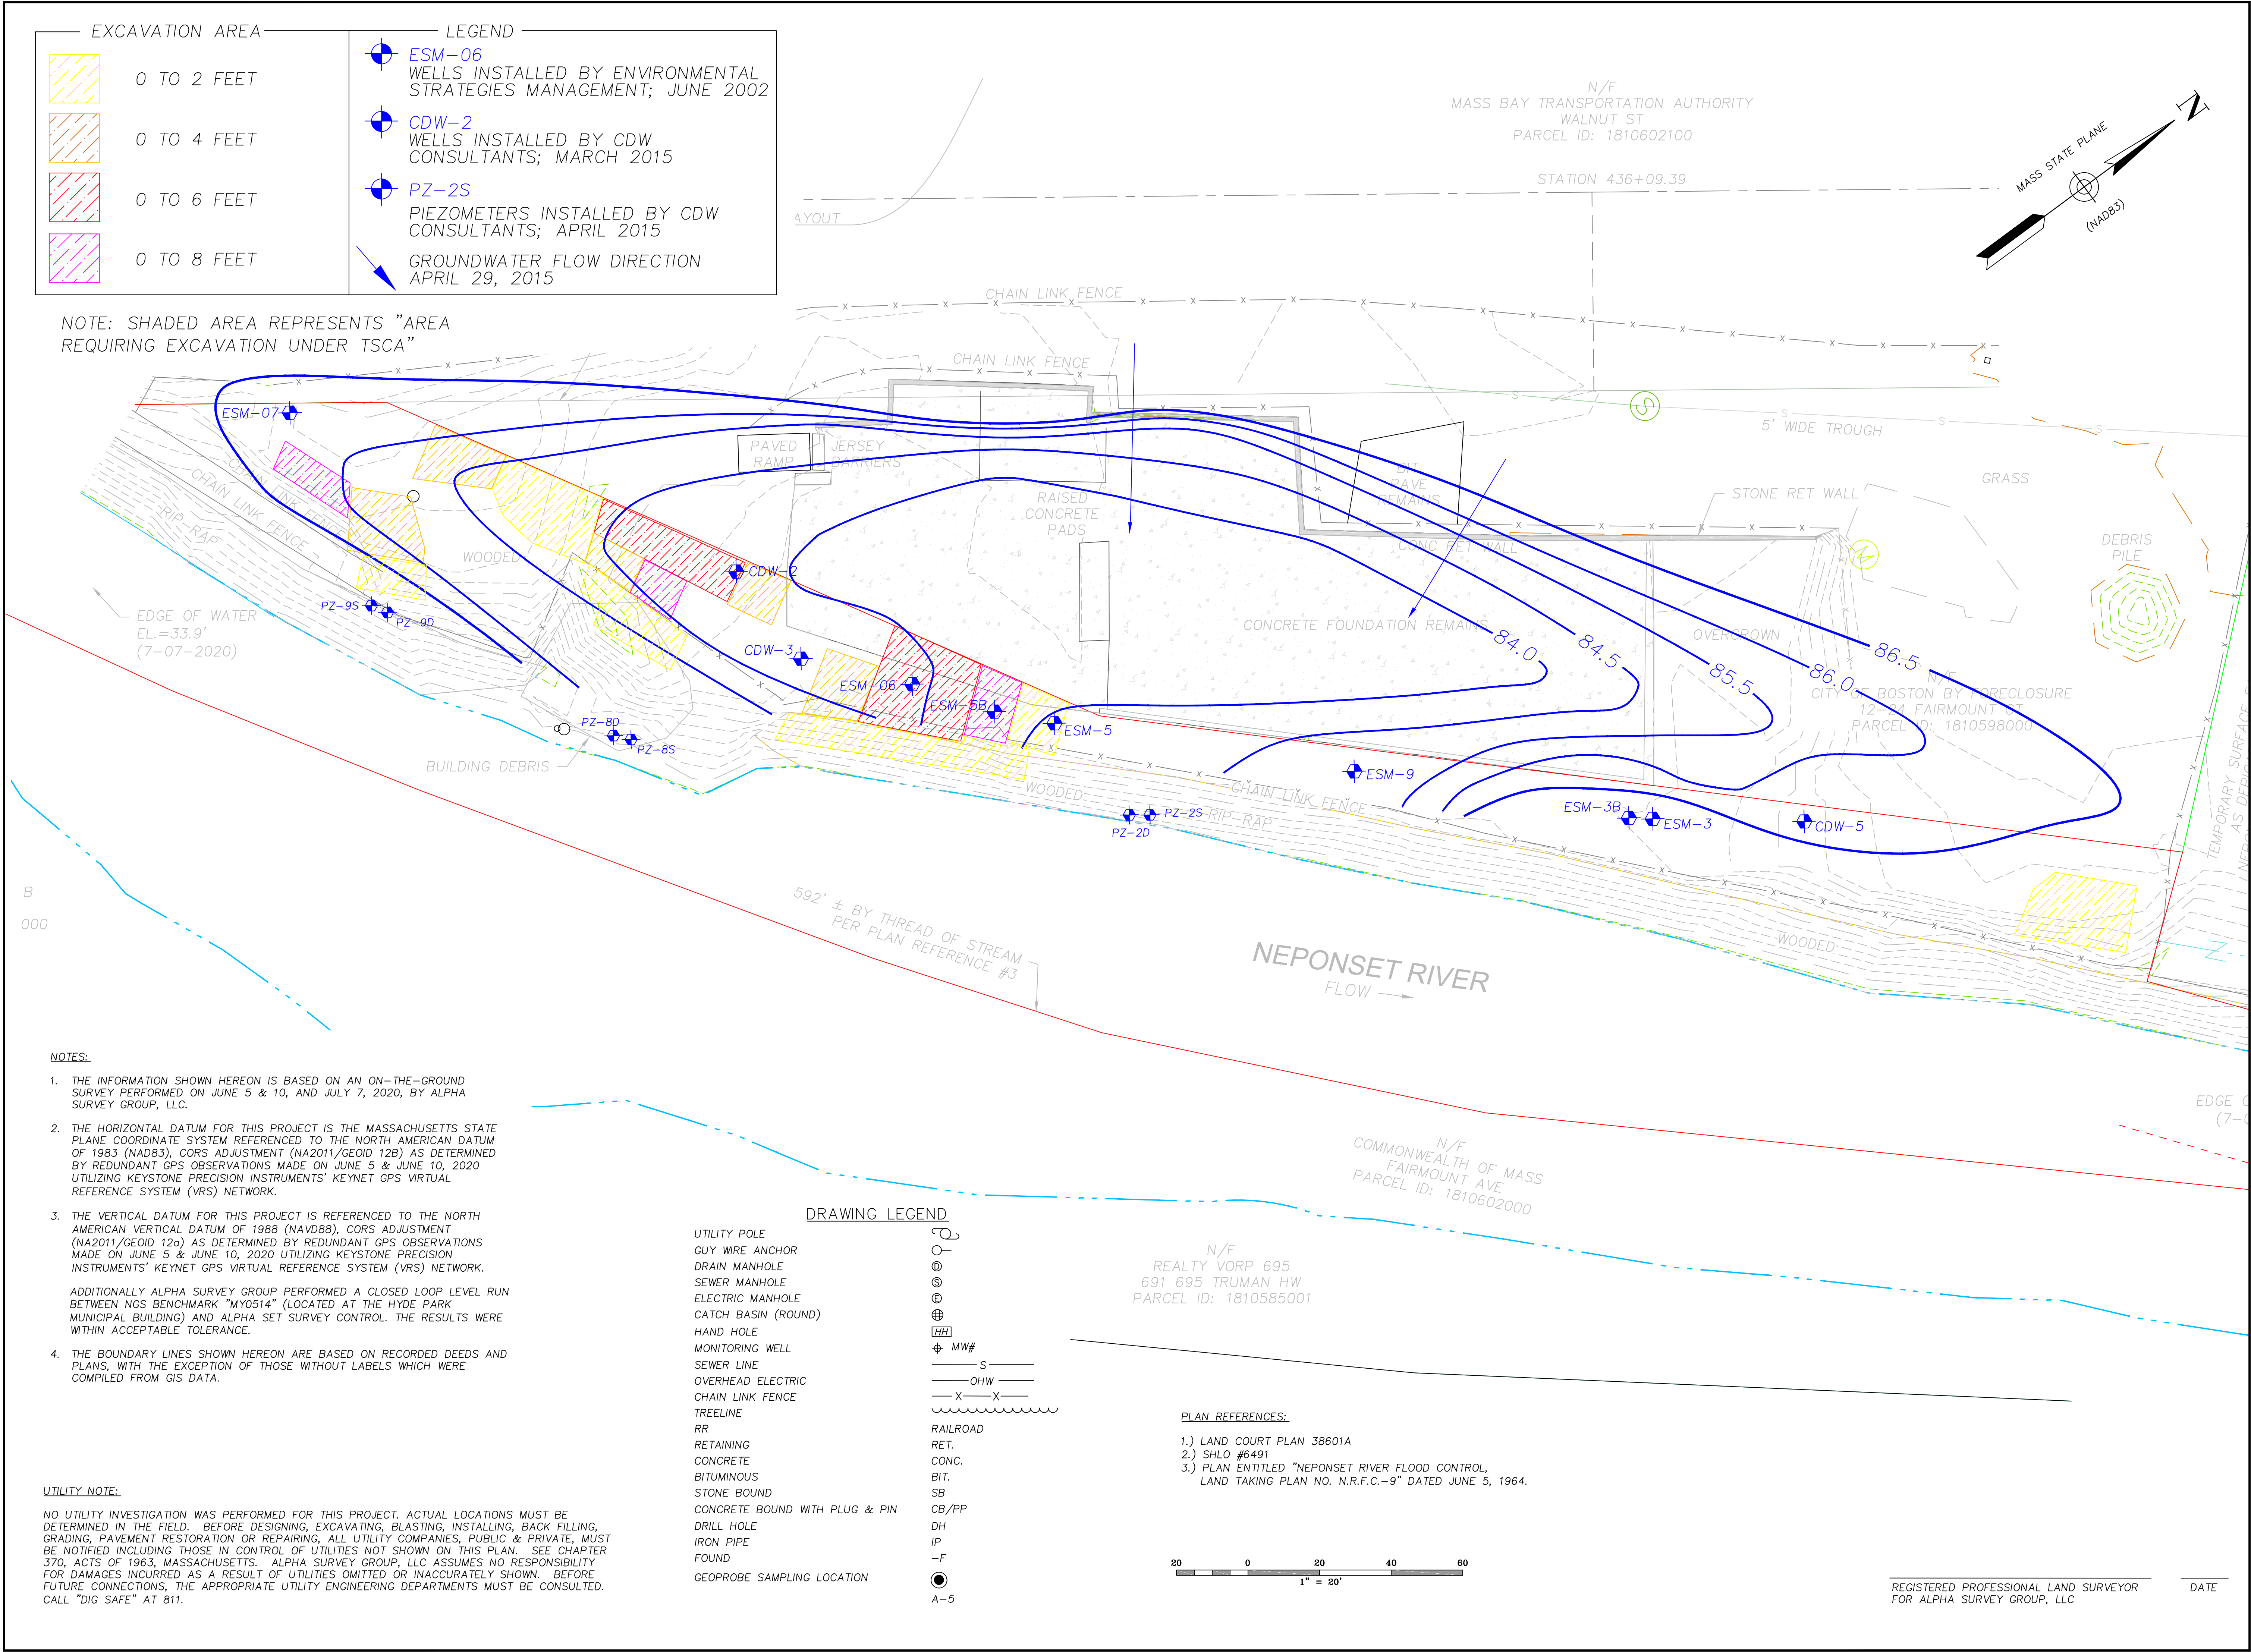 EXCAVATION AREA
0 TO 2 FEET
0 TO 4 FEET
0 TO 6 FEET
0 TO 8 FEET
LEGEND
ESM-06
WELLS INSTALLED BY ENVIRONMENTAL
STRATEGIES MANAGEMENT; JUNE 2002
CDW-2
WELLS INSTALLED BY CDW
CONSULTANTS; MARCH 2015
PZ-2S
PIEZOMETERS INSTALLED BY CDW
CONSULTANTS; APRIL 2015
GROUNDWATER FLOW DIRECTION
APRIL 29, 2015
NOTE: SHADED AREA REPRESENTS "AREA
REQUIRING EXCAVATION UNDER TSCA"
N/F
MASS BAY TRANSPORTATION AUTHORITY
WALNUT ST
PARCEL ID: 1810602100
STATION 436+09.39
AYOUT
N
MASS STATE PLANE
(NAD83)
CHAIN LINK FENCE
CHAIN LINK FENCE
ESM-07
PAVED
RAMP
JERSEY
BARRIERS
RAISED
CONCRETE
PADS
BIT
PAVE
REMAINS
S
S
S
S
S
5' WIDE TROUGH
GRASS
STONE RET WALL
CONC RET WALL
M
DEBRIS
PILE
CHAIN LINK FENCE
CHAIN LINK FENCE
RIP RAP
WOODED
CDW-2
PZ-9S
PZ-9D
EDGE OF WATER
EL.=33.9'
(7-07-2020)
CONCRETE FOUNDATION REMAINS
OVERGROWN
84.0
84.5
85.5
86.0
86.5
N/F
CITY OF BOSTON BY FORECLOSURE
12-24 FAIRMOUNT CT
PARCEL ID: 1810598000
CDW-3
ESM-06
ESM-5B
ESM-5
PZ-8D
PZ-8S
BUILDING DEBRIS
ESM-9
WOODED
CHAIN LINK FENCE
RIP-RAP
PZ-2S
PZ-2D
ESM-3B
ESM-3
CDW-5
TEMPORARY SURFACE
B
000
592' ± BY THREAD OF STREAM
PER PLAN REFERENCE #3
NEPONSET RIVER
FLOW
WOODED
EDGE
N/F
COMMONWEALTH OF MASS
FAIRMOUNT AVE
PARCEL ID: 1810602000
N/F
REALTY VORP 695
691 695 TRUMAN HW
PARCEL ID: 1810585001
NOTES:
1. THE INFORMATION SHOWN HEREON IS BASED ON AN ON-THE-GROUND
SURVEY PERFORMED ON JUNE 5 & 10, AND JULY 7, 2020, BY ALPHA
SURVEY GROUP, LLC.
2. THE HORIZONTAL DATUM FOR THIS PROJECT IS THE MASSACHUSETTS STATE
PLANE COORDINATE SYSTEM REFERENCED TO THE NORTH AMERICAN DATUM
OF 1983 (NAD83), CORS ADJUSTMENT (NA2011/GEOID 12B) AS DETERMINED
BY REDUNDANT GPS OBSERVATIONS MADE ON JUNE 5 & JUNE 10, 2020
UTILIZING KEYSTONE PRECISION INSTRUMENTS' KEYNET GPS VIRTUAL
REFERENCE SYSTEM (VRS) NETWORK.
3. THE VERTICAL DATUM FOR THIS PROJECT IS REFERENCED TO THE NORTH
AMERICAN VERTICAL DATUM OF 1988 (NAVD88), CORS ADJUSTMENT
(NA2011/GEOID 12a) AS DETERMINED BY REDUNDANT GPS OBSERVATIONS
MADE ON JUNE 5 & JUNE 10, 2020 UTILIZING KEYSTONE PRECISION
INSTRUMENTS' KEYNET GPS VIRTUAL REFERENCE SYSTEM (VRS) NETWORK.
ADDITIONALLY ALPHA SURVEY GROUP PERFORMED A CLOSED LOOP LEVEL RUN
BETWEEN NGS BENCHMARK "MY0514" (LOCATED AT THE HYDE PARK
MUNICIPAL BUILDING) AND ALPHA SET SURVEY CONTROL. THE RESULTS WERE
WITHIN ACCEPTABLE TOLERANCE.
4. THE BOUNDARY LINES SHOWN HEREON ARE BASED ON RECORDED DEEDS AND
PLANS, WITH THE EXCEPTION OF THOSE WITHOUT LABELS WHICH WERE
COMPILED FROM GIS DATA.
UTILITY NOTE:
NO UTILITY INVESTIGATION WAS PERFORMED FOR THIS PROJECT. ACTUAL LOCATIONS MUST BE
DETERMINED IN THE FIELD. BEFORE DESIGNING, EXCAVATING, BLASTING, INSTALLING, BACK FILLING,
GRADING, PAVEMENT RESTORATION OR REPAIRING, ALL UTILITY COMPANIES, PUBLIC & PRIVATE, MUST
BE NOTIFIED INCLUDING THOSE IN CONTROL OF UTILITIES NOT SHOWN ON THIS PLAN. SEE CHAPTER
370, ACTS OF 1963, MASSACHUSETTS. ALPHA SURVEY GROUP, LLC ASSUMES NO RESPONSIBILITY
FOR DAMAGES INCURRED AS A RESULT OF UTILITIES OMITTED OR INACCURATELY SHOWN. BEFORE
FUTURE CONNECTIONS, THE APPROPRIATE UTILITY ENGINEERING DEPARTMENTS MUST BE CONSULTED.
CALL "DIG SAFE" AT 811.
DRAWING LEGEND
UTILITY POLE
GUY WIRE ANCHOR
DRAIN MANHOLE D
SEWER MANHOLE S
ELECTRIC MANHOLE E
CATCH BASIN (ROUND)
HAND HOLE HH
MONITORING WELL MW#
SEWER LINE S
OVERHEAD ELECTRIC OHW
CHAIN LINK FENCE X X
TREELINE
RR RAILROAD
RETAINING RET.
CONCRETE CONC.
BITUMINOUS BIT.
STONE BOUND SB
CONCRETE BOUND WITH PLUG & PIN CB/PP
DRILL HOLE DH
IRON PIPE IP
FOUND -F
GEOPROBE SAMPLING LOCATION
A-5
PLAN REFERENCES:
1.) LAND COURT PLAN 38601A
2.) SHLO #6491
3.) PLAN ENTITLED "NEPONSET RIVER FLOOD CONTROL,
LAND TAKING PLAN NO. N.R.F.C.-9" DATED JUNE 5, 1964.
20 0 20 40 60
1" = 20'
REGISTERED PROFESSIONAL LAND SURVEYOR DATE
FOR ALPHA SURVEY GROUP, LLC